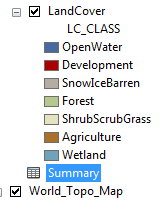 LandCover
LC_CLASS
OpenWater
Development
SnowIceBarren
Forest
ShrubScrubGrass
Agriculture
Wetland
Summary
World_Topo_Map